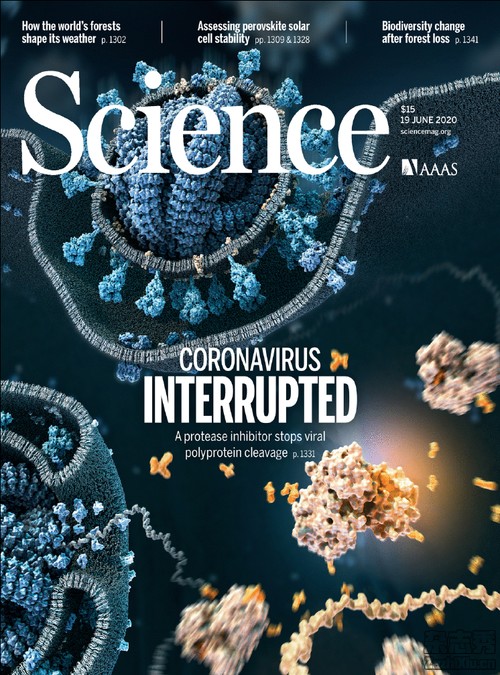 How the world's forests
shape its weather p. 1302
Assessing perovskite solar
cell stability pp. 1309 & 1328
Biodiversity change
after forest loss p. 1341
Science
$15
19 JUNE 2020
sciencemag.org
AAAS
CORONAVIRUS
INTERRUPTED
A protease inhibitor stops viral
polyprotein cleavage p. 1331